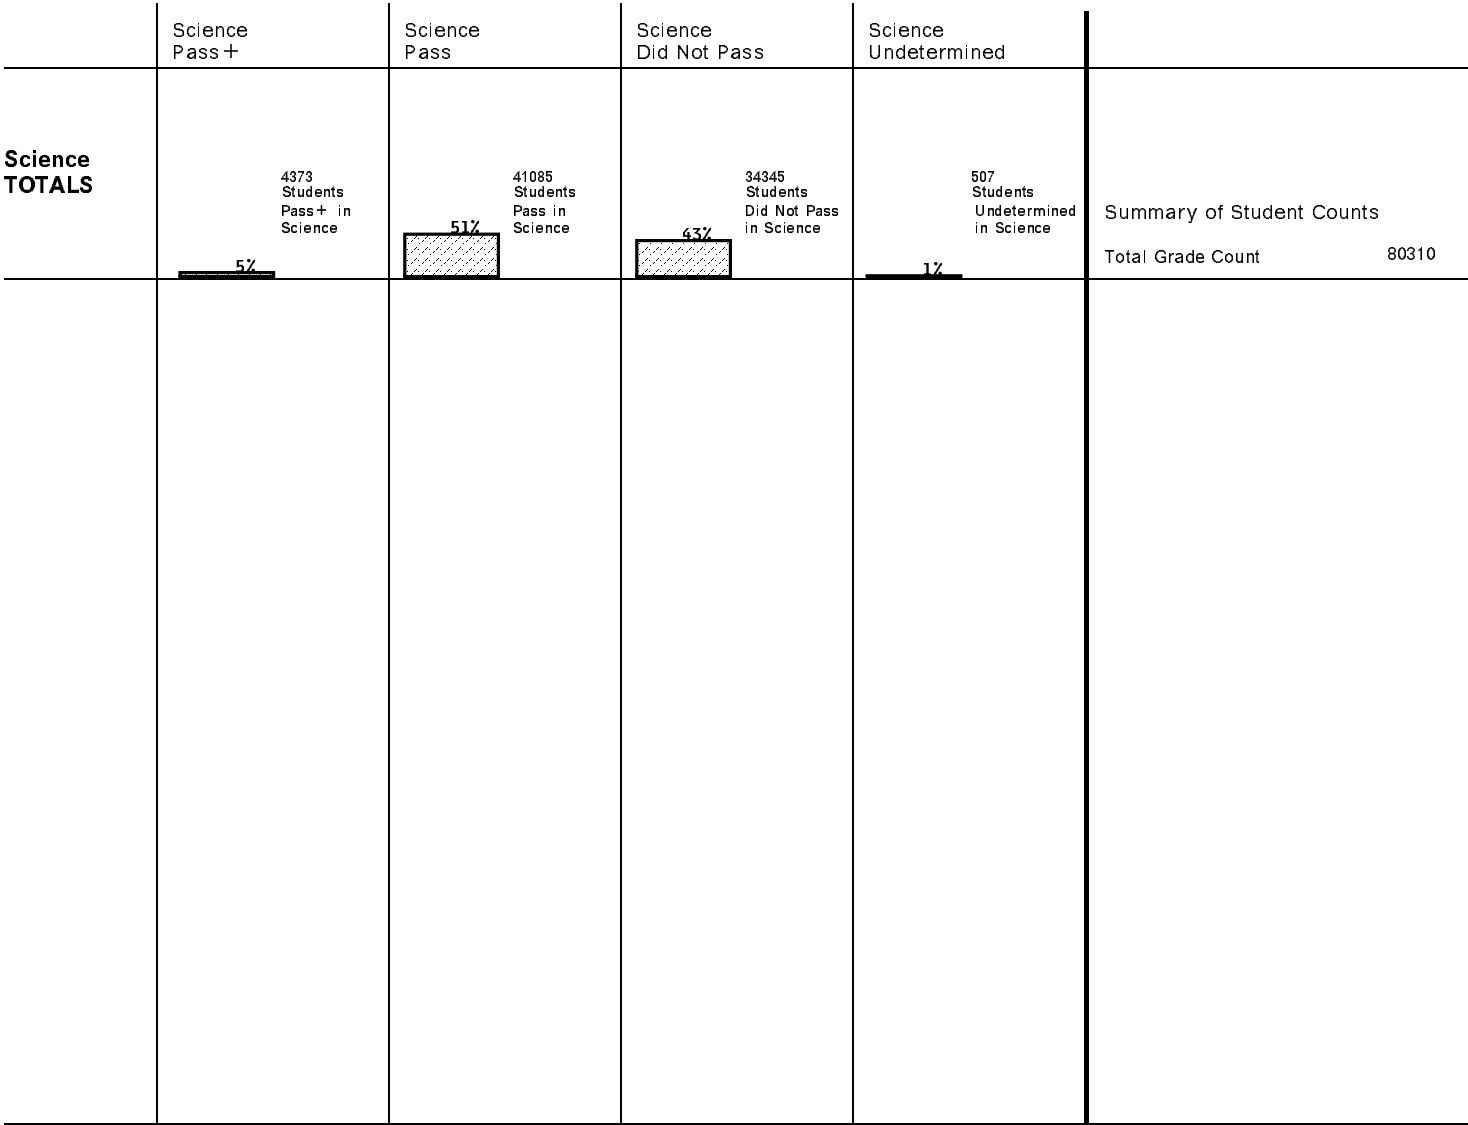 Science
Pass+
Science
Pass
Science
Did Not Pass
Science
Undetermined
Science
TOTALS
4373
Students
Pass+ in
Science
5%
41085
Students
Pass in
Science
51%
34345
Students
Did Not Pass
in Science
43%
507
Students
Undetermined
in Science
1%
Summary of Student Counts
Total Grade Count 80310